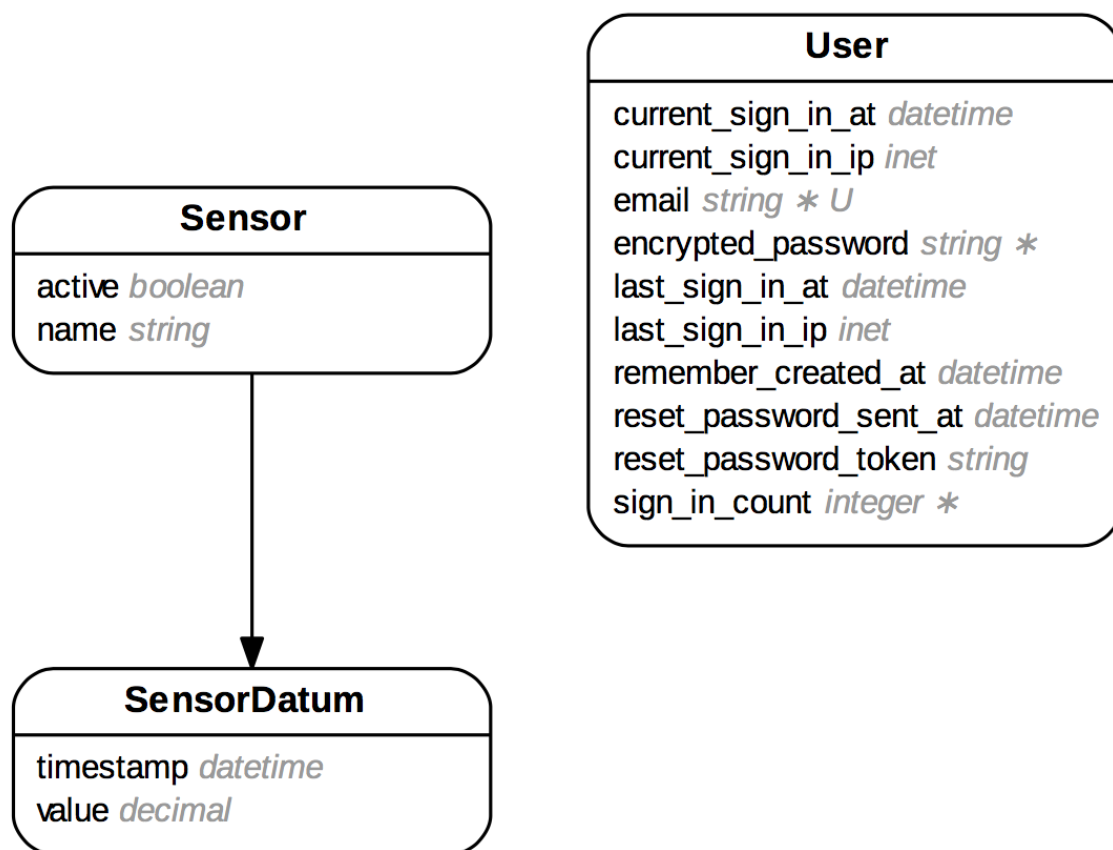 User
current_sign_in_at datetime
current_sign_in_ip inet
email string ∗ U
encrypted_password string ∗
last_sign_in_at datetime
last_sign_in_ip inet
remember_created_at datetime
reset_password_sent_at datetime
reset_password_token string
sign_in_count integer ∗
Sensor
active boolean
name string
SensorDatum
timestamp datetime
value decimal